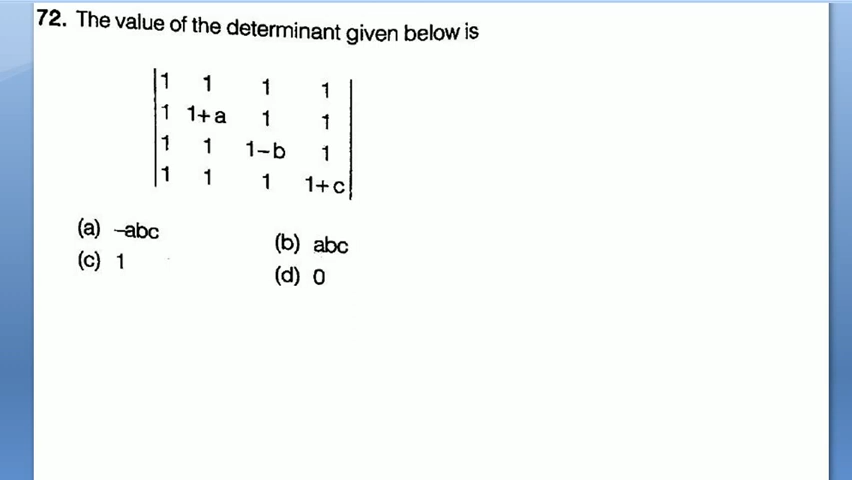 72. The value of the determinant given below is
1 1 1 1
1 1+a 1 1
1 1 1-b 1
1 1 1 1+c
(a) -abc
(b) abc
(c) 1
(d) 0